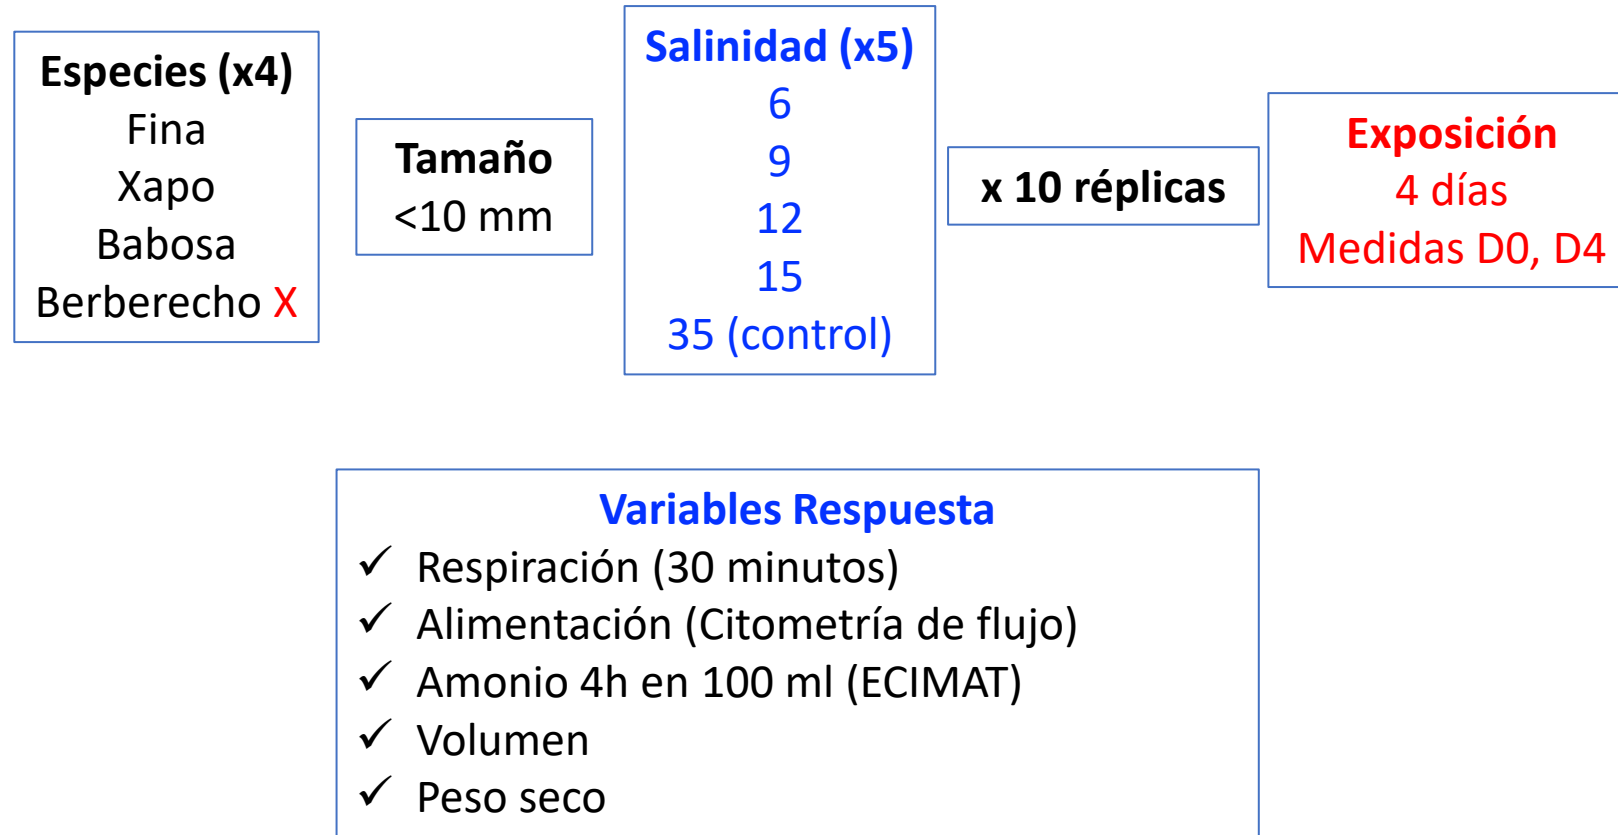 Especies (x4)
Fina
Xapo
Babosa
Berberecho X
Tamaño
<10 mm
Salinidad (x5)
6
9
12
15
35 (control)
x 10 réplicas
Exposición
4 días
Medidas D0, D4
Variables Respuesta
✓ Respiración (30 minutos)
✓ Alimentación (Citometría de flujo)
✓ Amonio 4h en 100 ml (ECIMAT)
✓ Volumen
✓ Peso seco